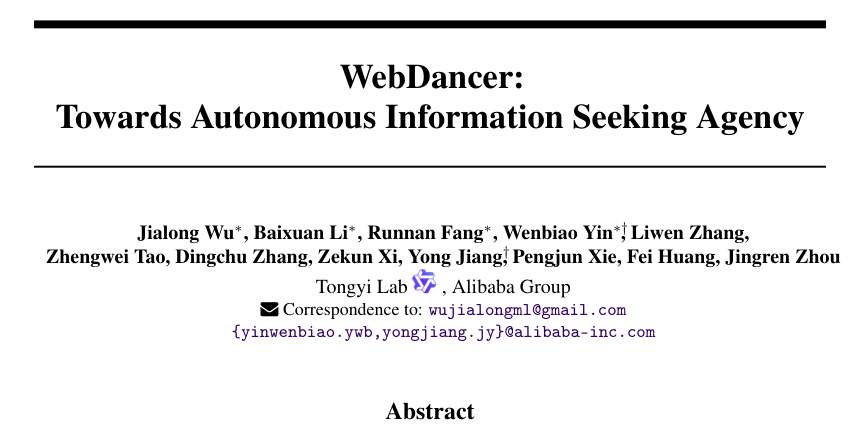 WebDancer:
Towards Autonomous Information Seeking Agency
Jialong Wu*, Baixuan Li*, Runnan Fang*, Wenbiao Yin*†, Liwen Zhang,
Zhengwei Tao, Dingchu Zhang, Zekun Xi, Yong Jiang†, Pengjun Xie, Fei Huang, Jingren Zhou
Tongyi Lab , Alibaba Group
Correspondence to: wujialongml@gmail.com
{yinwenbiao.ywb,yongjiang.jy}@alibaba-inc.com
Abstract